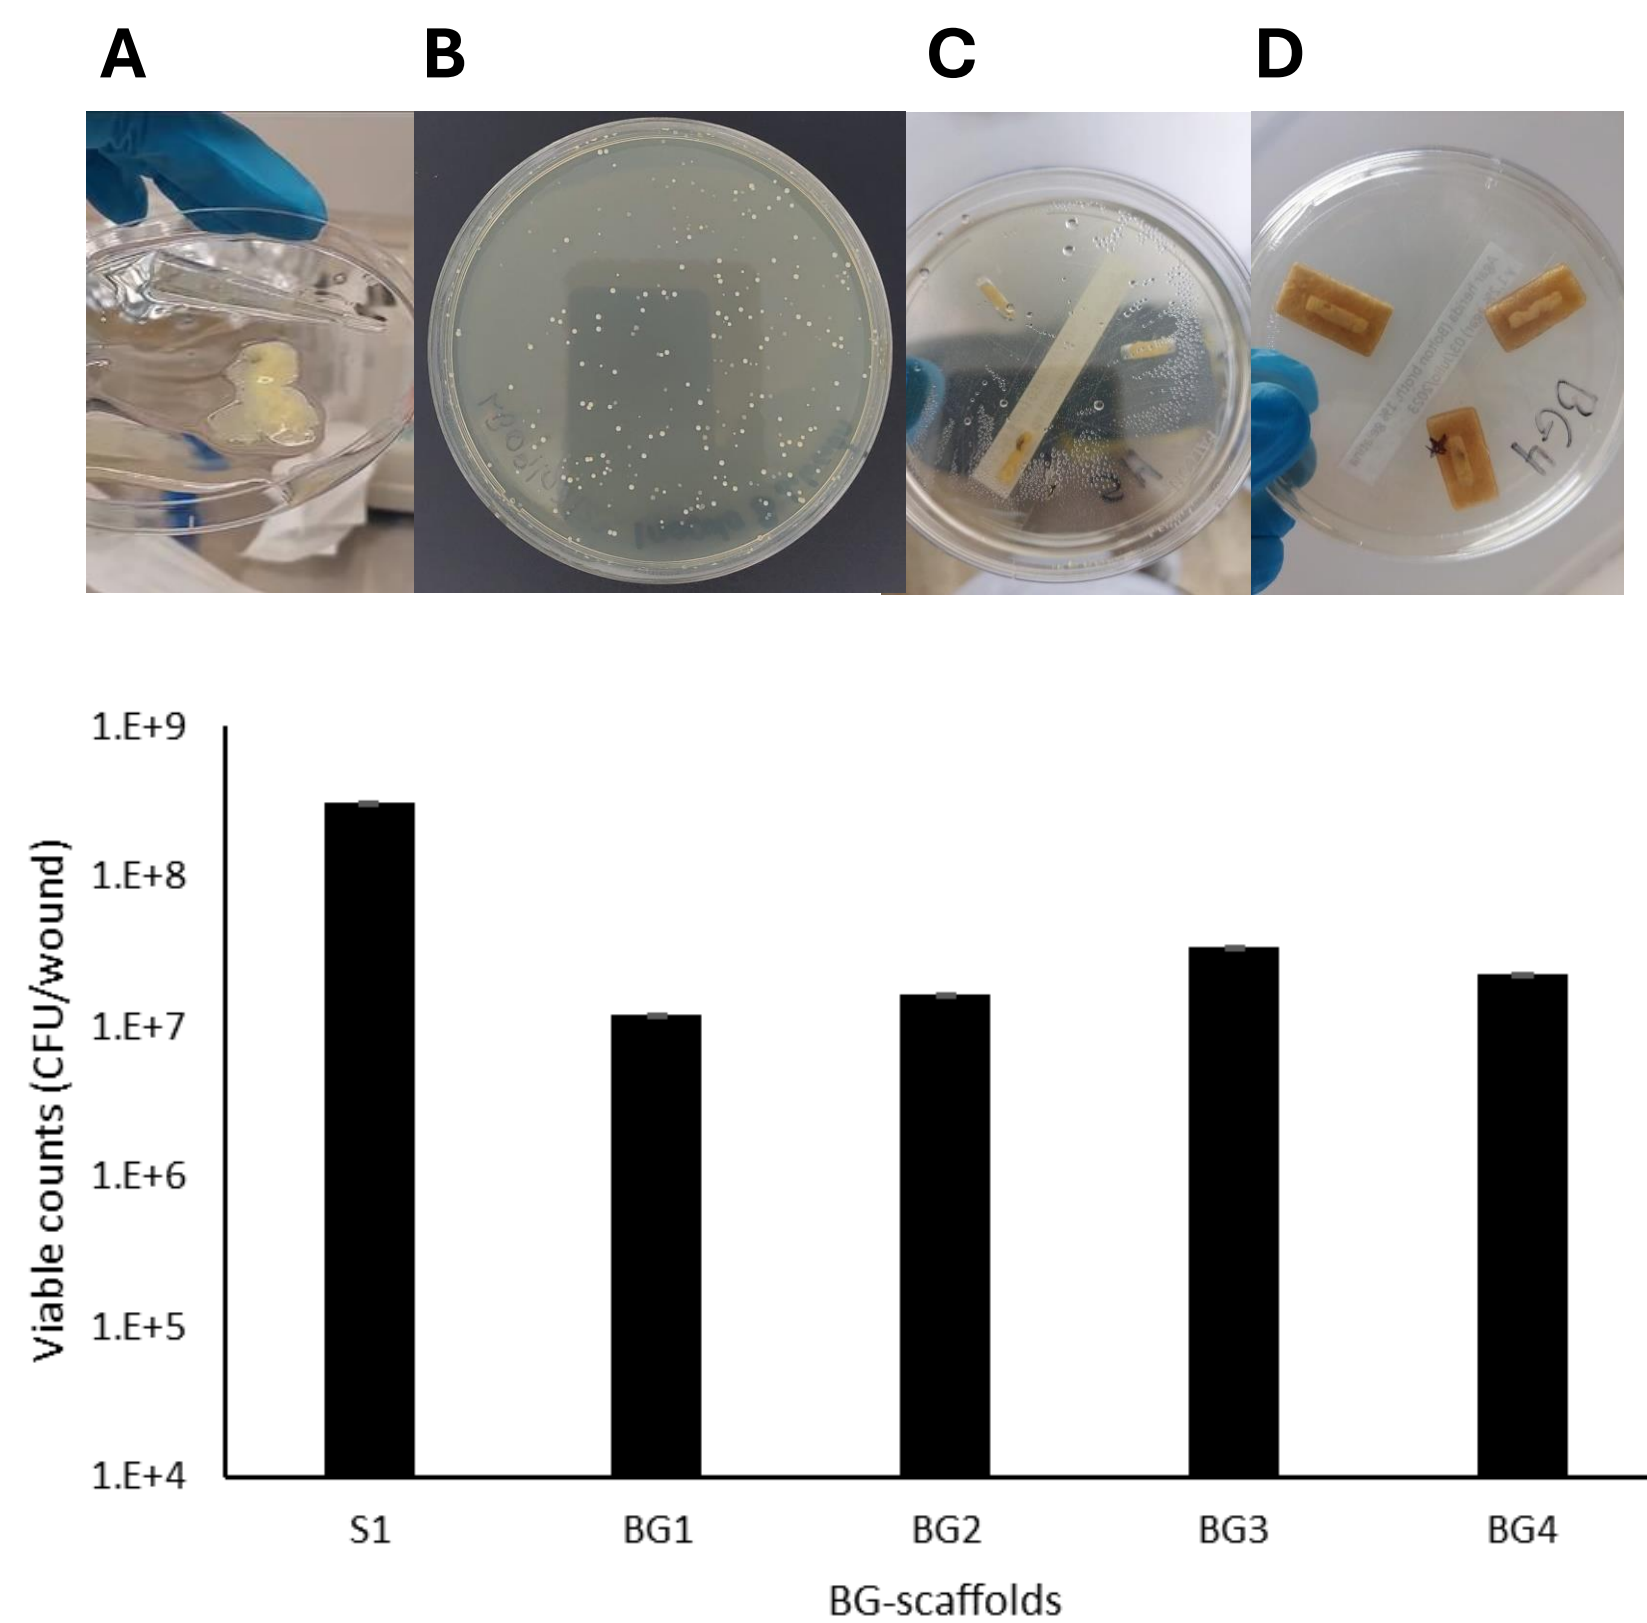 A B C D
BG4
1.E+9
1.E+8
1.E+7
1.E+6
1.E+5
1.E+4
Viable counts (CFU/wound)
S1 BG1 BG2 BG3 BG4
BG-scaffolds